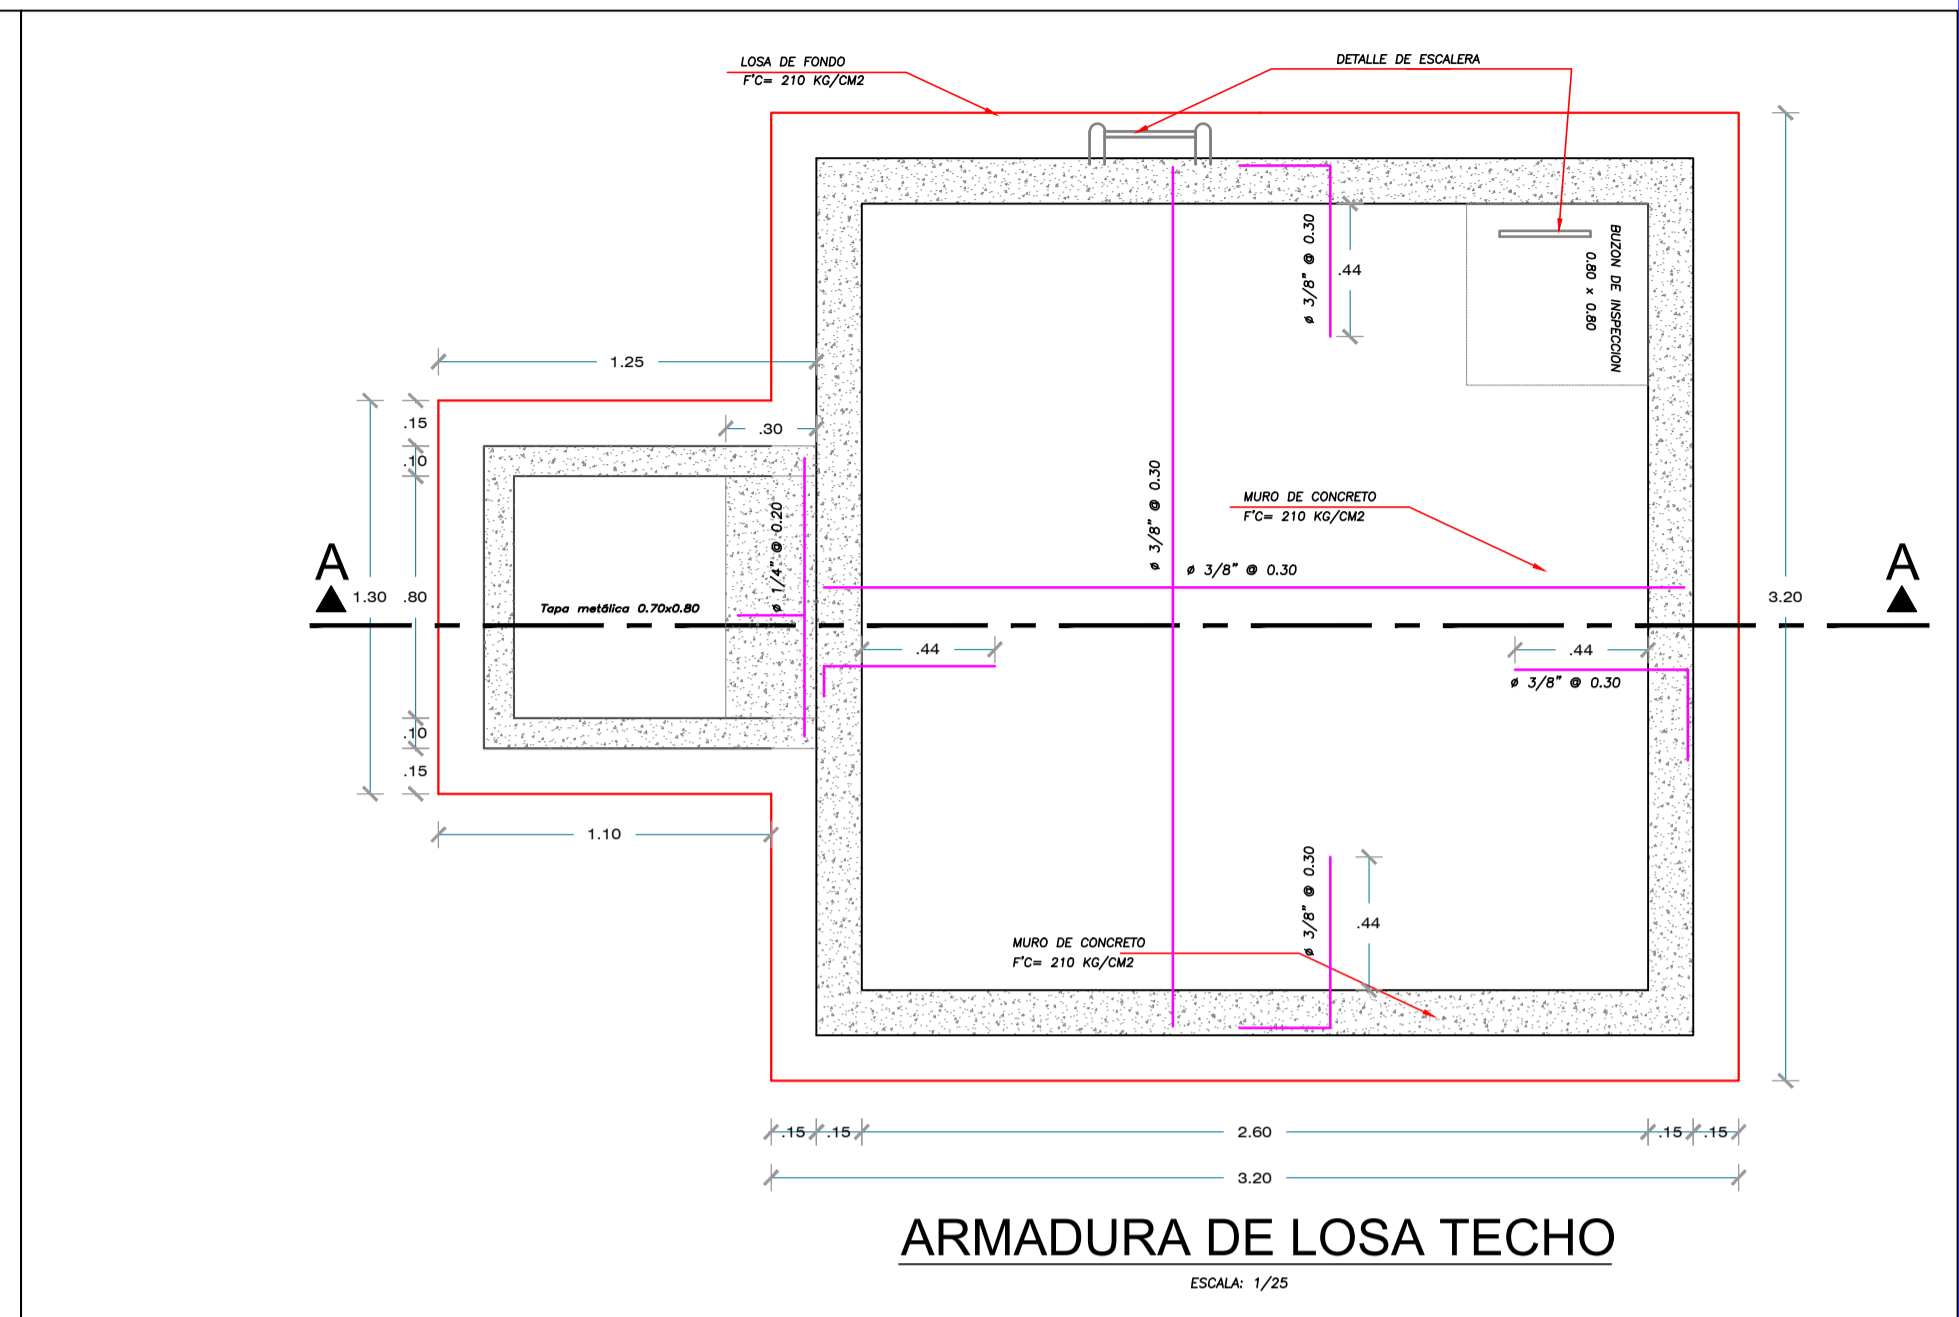 LOSA DE FONDO
F'C= 210 KG/CM2
DETALLE DE ESCALERA
ø 3/8" @ 0.30
.44
BUZON DE INSPECCION
0.80 x 0.80
1.25
.15
.30
.10
ø 3/8" @ 0.30
MURO DE CONCRETO
F'C= 210 KG/CM2
ø 1/4" @ 0.20
ø 3/8" @ 0.30
A
A
1.30
.80
Tapa metálica 0.70x0.80
3.20
.44
.44
ø 3/8" @ 0.30
.10
.15
1.10
ø 3/8" @ 0.30
.44
MURO DE CONCRETO
F'C= 210 KG/CM2
.15
.15
2.60
.15
.15
3.20
ARMADURA DE LOSA TECHO
ESCALA: 1/25